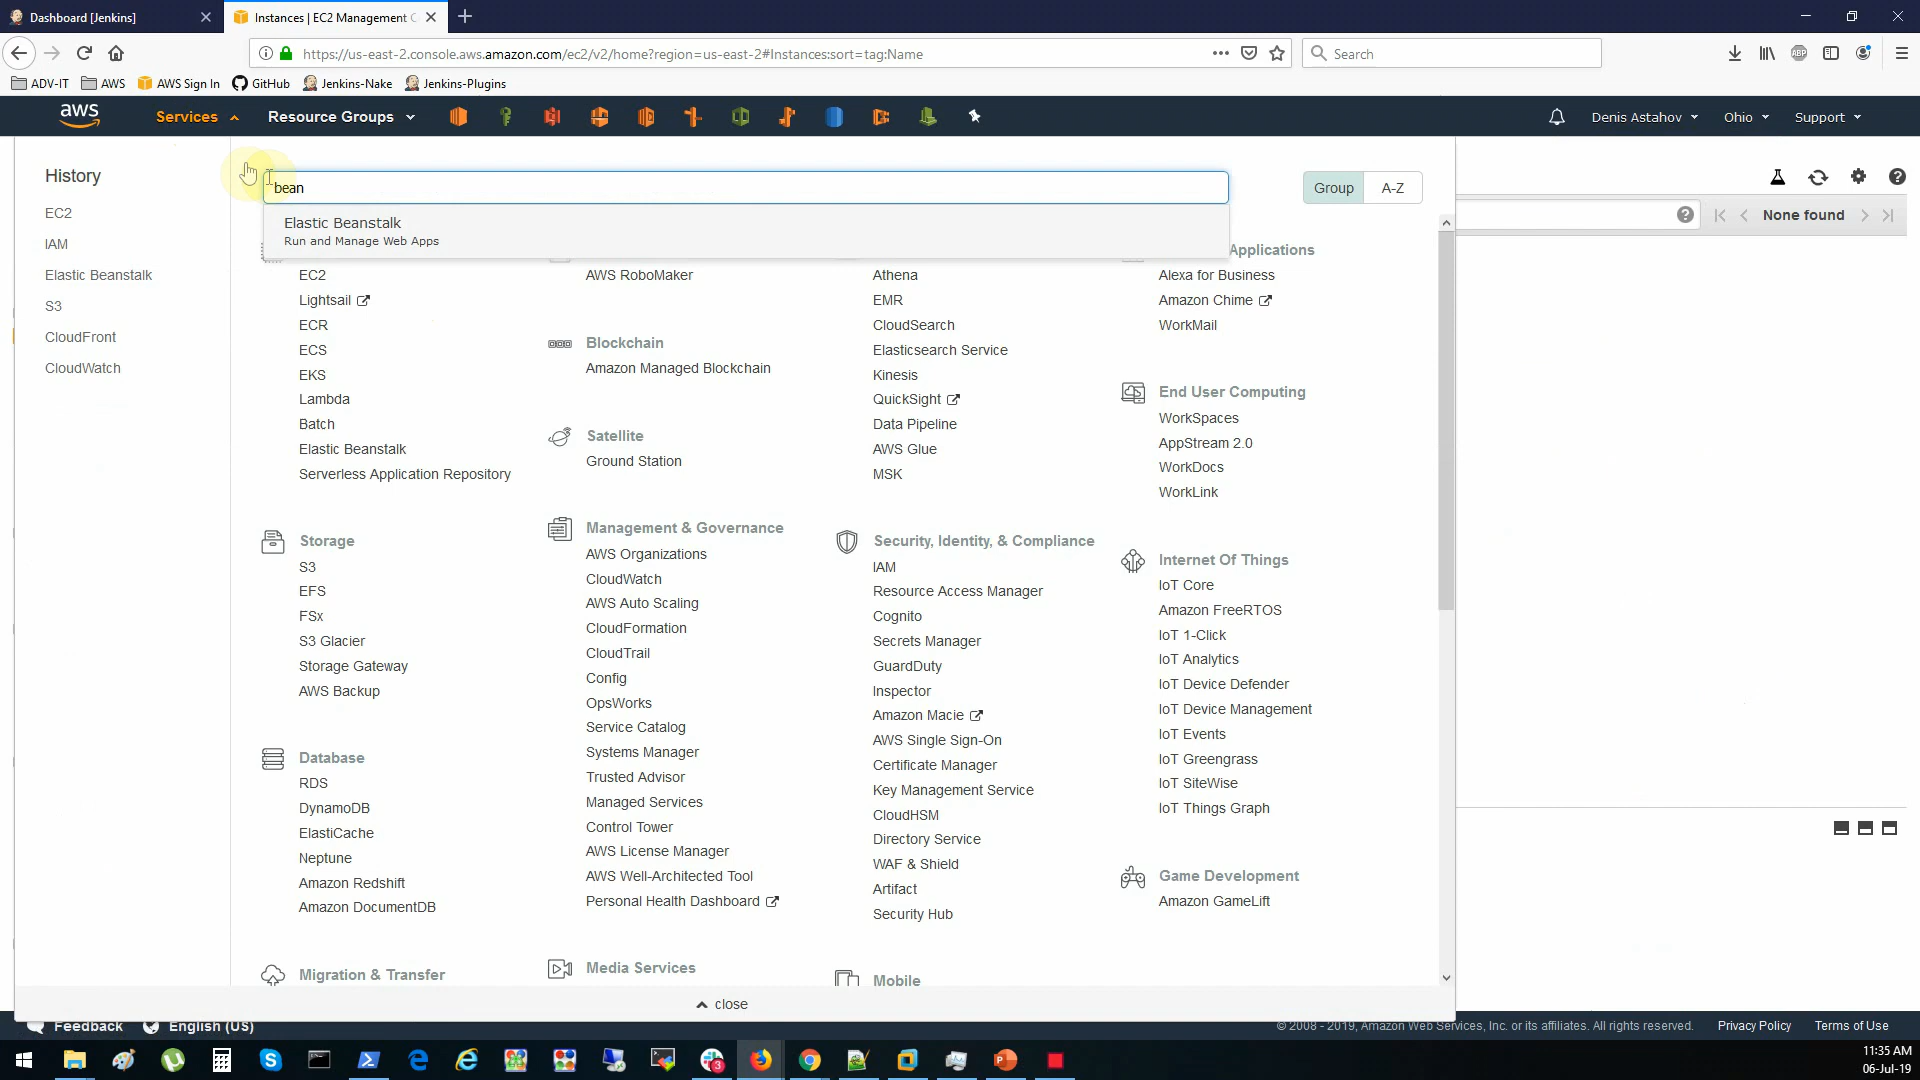 Dashboard [Jenkins]
Instances | EC2 Management C
https://us-east-2.console.aws.amazon.com/ec2/v2/home?region=us-east-2#Instances:sort=tag:Name
Search
ADV-IT
AWS
AWS Sign In
GitHub
Jenkins-Nake
Jenkins-Plugins
aws
Services
Resource Groups
Denis Astahov
Ohio
Support
History
EC2
IAM
Elastic Beanstalk
S3
CloudFront
CloudWatch
bean
Group
A-Z
Elastic Beanstalk
Run and Manage Web Apps
None found
EC2
Lightsail
ECR
ECS
EKS
Lambda
Batch
Elastic Beanstalk
Serverless Application Repository
Storage
S3
EFS
FSx
S3 Glacier
Storage Gateway
AWS Backup
Database
RDS
DynamoDB
ElastiCache
Neptune
Amazon Redshift
Amazon DocumentDB
Migration & Transfer
AWS RoboMaker
Blockchain
Amazon Managed Blockchain
Satellite
Ground Station
Management & Governance
AWS Organizations
CloudWatch
AWS Auto Scaling
CloudFormation
CloudTrail
Config
OpsWorks
Service Catalog
Systems Manager
Trusted Advisor
Managed Services
Control Tower
AWS License Manager
AWS Well-Architected Tool
Personal Health Dashboard
Media Services
Athena
EMR
CloudSearch
Elasticsearch Service
Kinesis
QuickSight
Data Pipeline
AWS Glue
MSK
Security, Identity, & Compliance
IAM
Resource Access Manager
Cognito
Secrets Manager
GuardDuty
Inspector
Amazon Macie
AWS Single Sign-On
Certificate Manager
Key Management Service
CloudHSM
Directory Service
WAF & Shield
Artifact
Security Hub
Mobile
Applications
Alexa for Business
Amazon Chime
WorkMail
End User Computing
WorkSpaces
AppStream 2.0
WorkDocs
WorkLink
Internet Of Things
IoT Core
Amazon FreeRTOS
IoT 1-Click
IoT Analytics
IoT Device Defender
IoT Device Management
IoT Events
IoT Greengrass
IoT SiteWise
IoT Things Graph
Game Development
Amazon GameLift
close
Feedback
English (US)
© 2008 - 2019, Amazon Web Services, Inc. or its affiliates. All rights reserved.
Privacy Policy
Terms of Use
3
11:35 AM
06-Jul-19